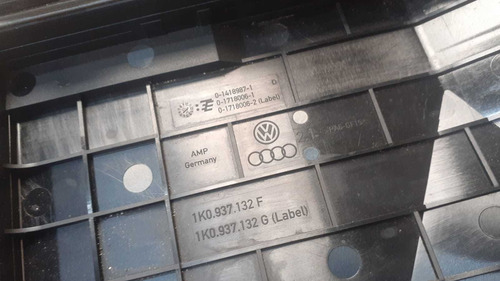 0-1418987-1 D
0-1718006-1
0-1718006-2 (Label)
AMP
Germany
1K0.937.132 F
1K0.937.132 G (Label)